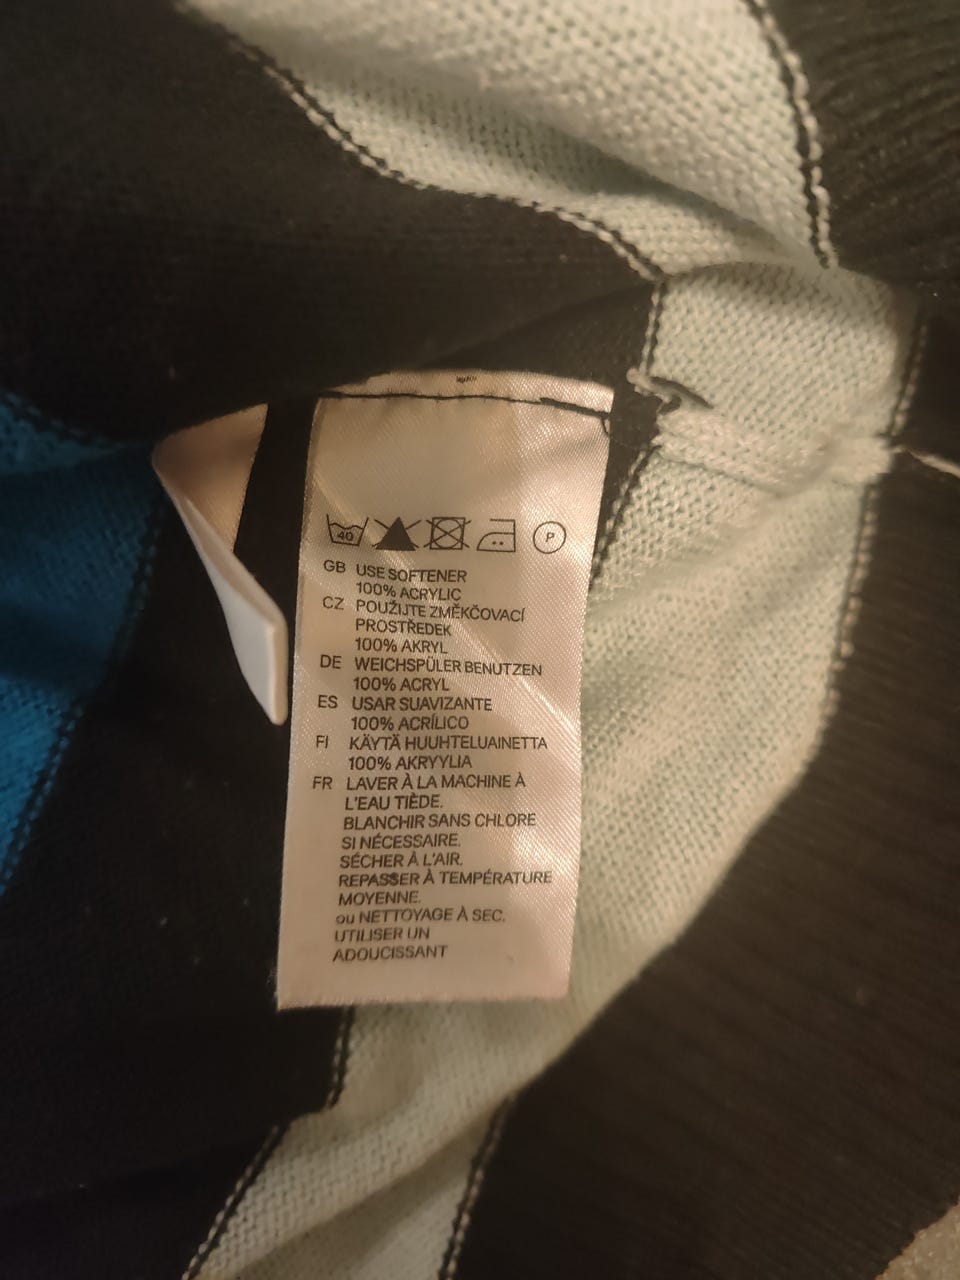 40 P
GB USE SOFTENER
100% ACRYLIC
CZ POUŽIJTE ZMĚKČOVACÍ
PROSTŘEDEK
100% AKRYL
DE WEICHSPÜLER BENUTZEN
100% ACRYL
ES USAR SUAVIZANTE
100% ACRÍLICO
FI KÄYTÄ HUUHTELUAINETTA
100% AKRYYLIA
FR LAVER À LA MACHINE À
L'EAU TIÈDE.
BLANCHIR SANS CHLORE
SI NÉCESSAIRE.
SÉCHER À L'AIR.
REPASSER À TEMPÉRATURE
MOYENNE.
ou NETTOYAGE À SEC.
UTILISER UN
ADOUCISSANT